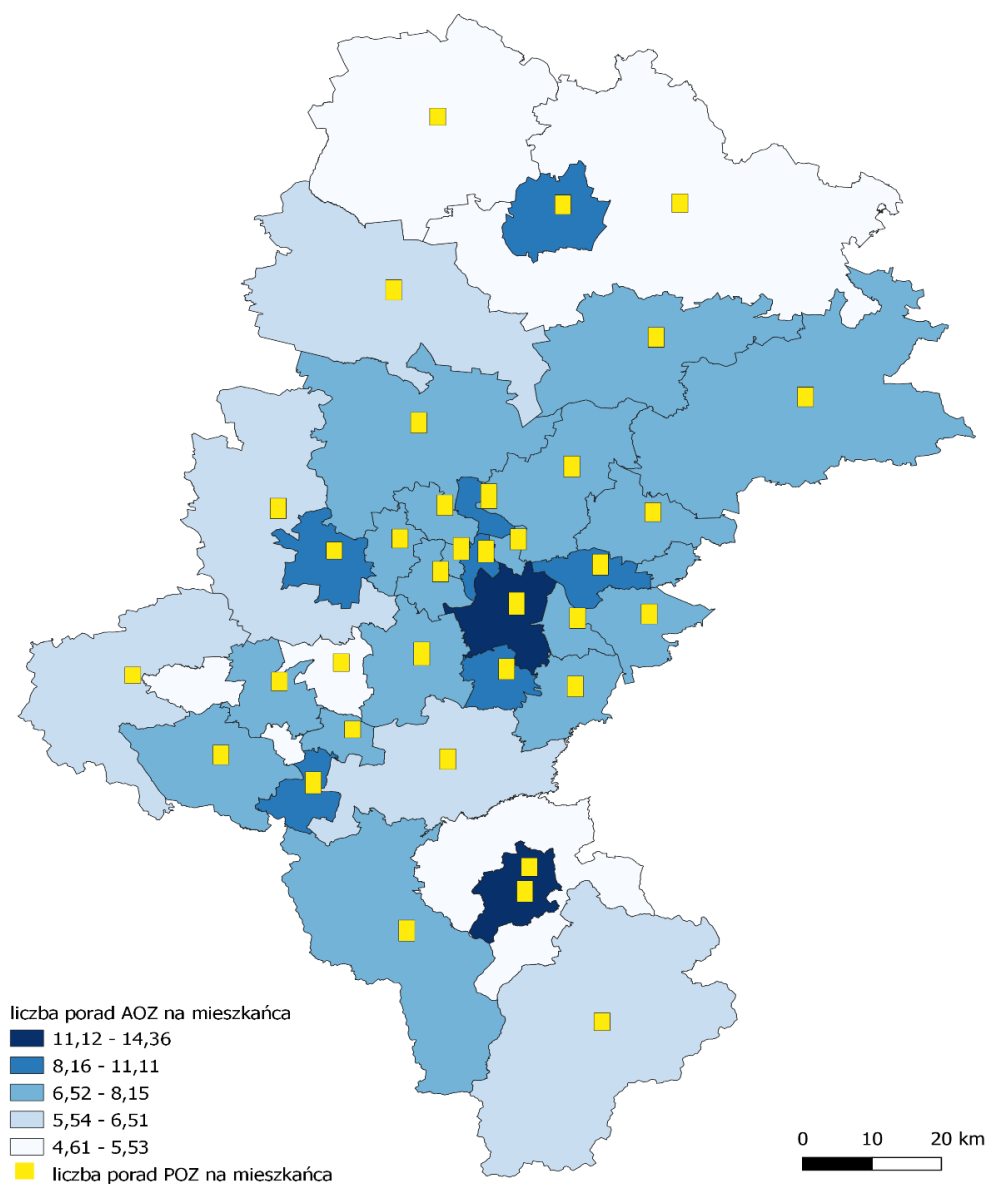 liczba porad AOZ na mieszkańca
11,12 - 14,36
8,16 - 11,11
6,52 - 8,15
5,54 - 6,51
4,61 - 5,53
liczba porad POZ na mieszkańca
0 10 20 km